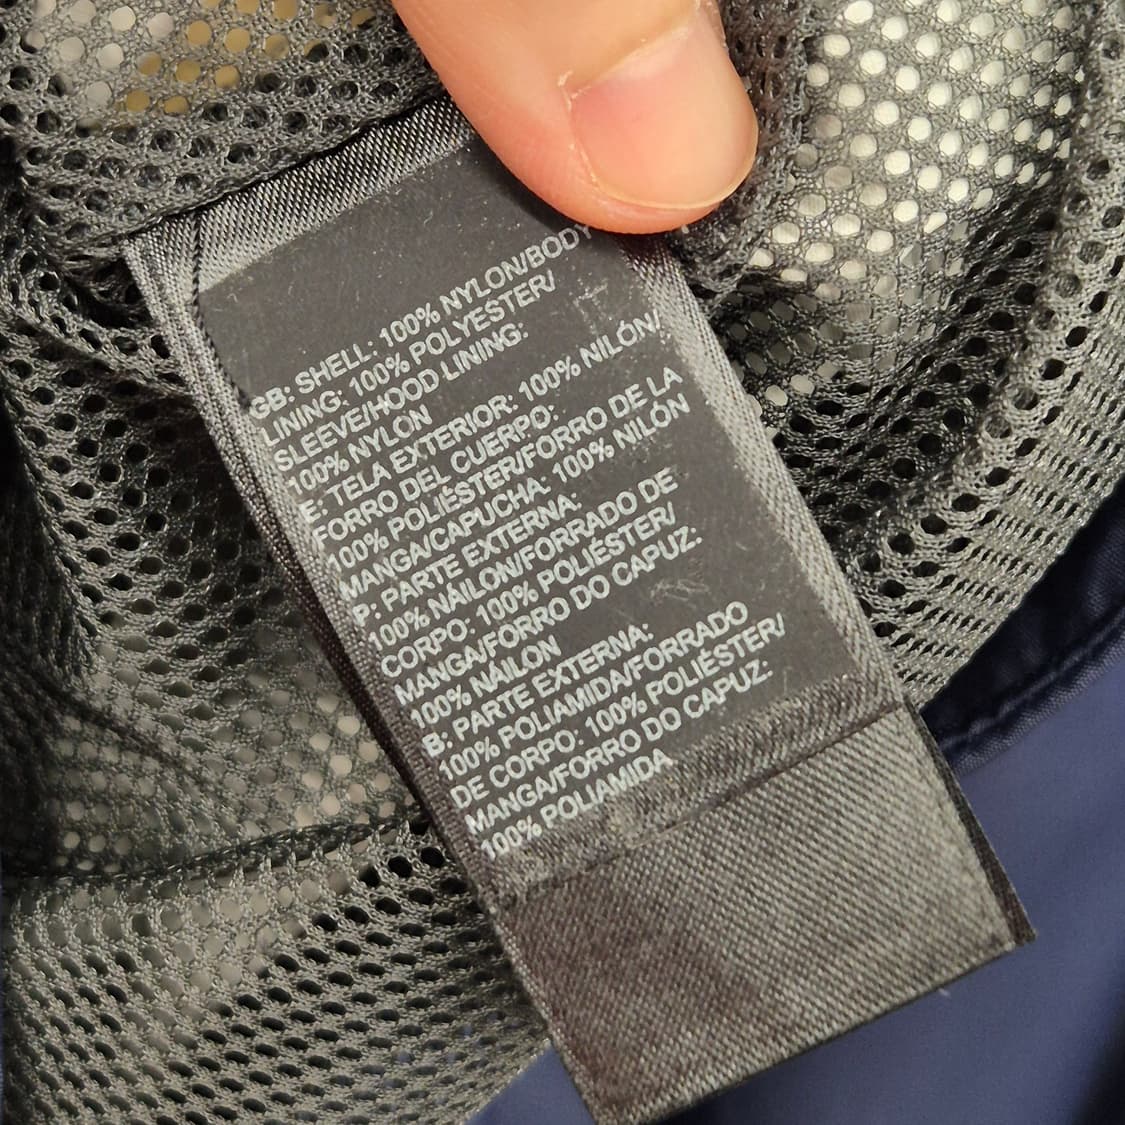 GB: SHELL: 100% NYLON/BODY
LINING: 100% POLYESTER/
SLEEVE/HOOD LINING:
100% NYLON
E: TELA EXTERIOR: 100% NILÓN/
FORRO DEL CUERPO:
100% POLIÉSTER/FORRO DE LA
MANGA/CAPUCHA: 100% NILÓN
P: PARTE EXTERNA:
100% NÁILON/FORRADO DE
CORPO: 100% POLIÉSTER/
MANGA/FORRO DO CAPUZ:
100% NÁILON
B: PARTE EXTERNA:
100% POLIAMIDA/FORRADO
DE CORPO: 100% POLIÉSTER/
MANGA/FORRO DO CAPUZ:
100% POLIAMIDA